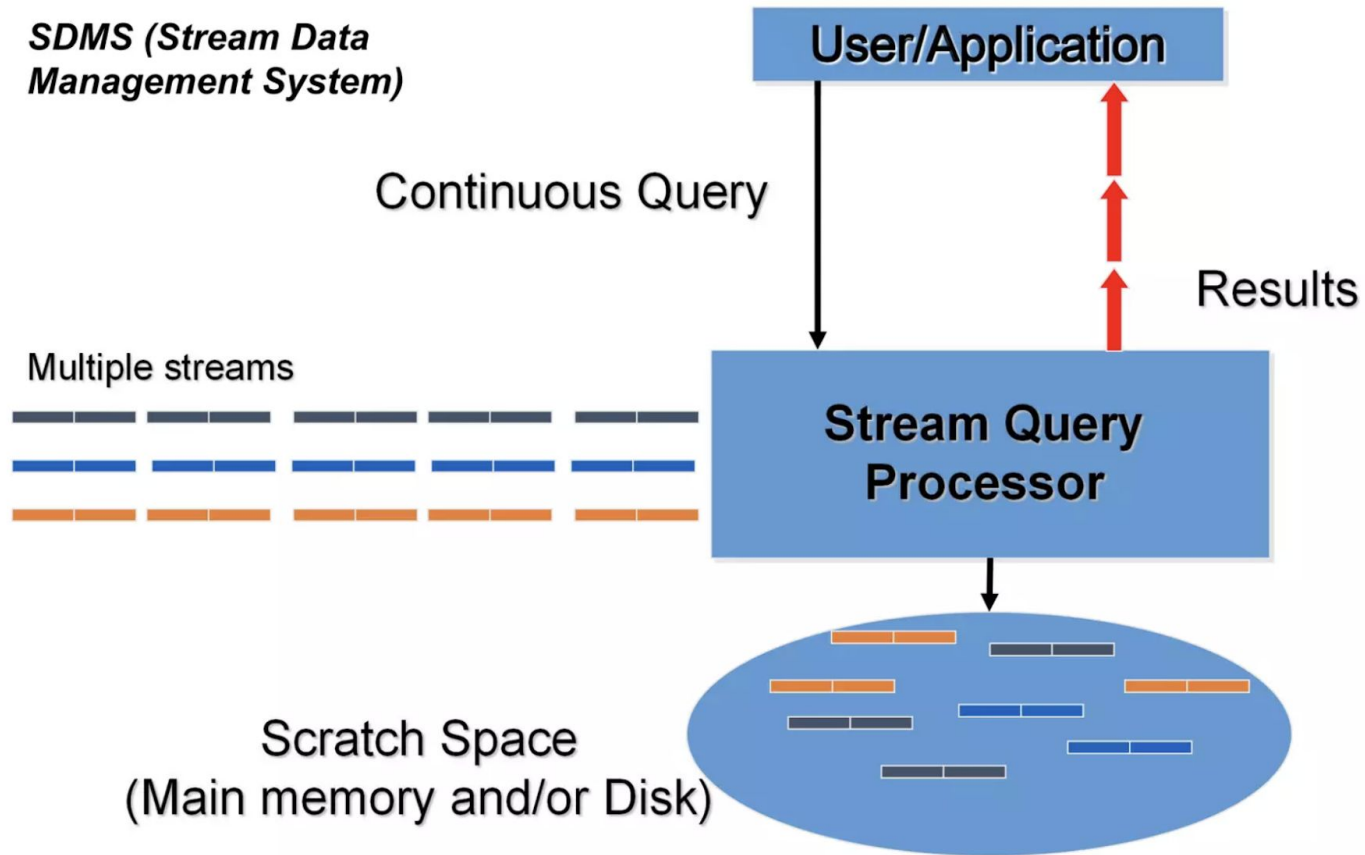 SDMS (Stream Data
Management System)
User/Application
Continuous Query
Results
Multiple streams
Stream Query
Processor
Scratch Space
(Main memory and/or Disk)